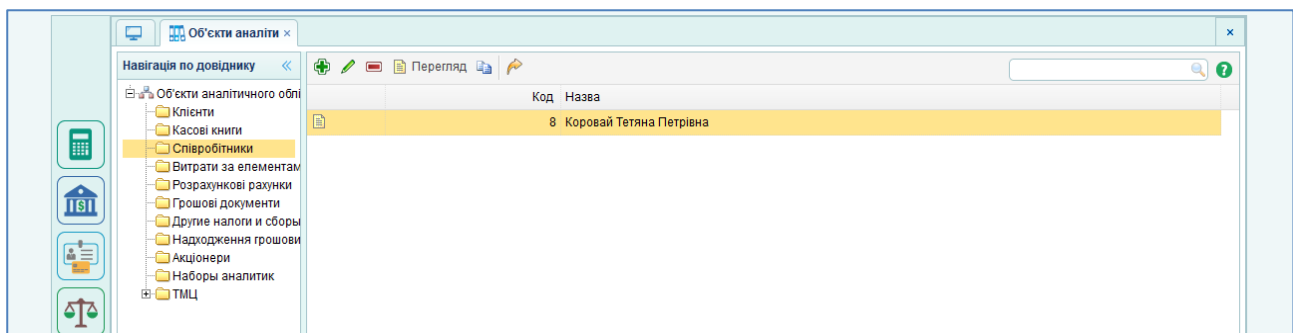 Об'єкти аналіти ×
×
Навігація по довіднику «
Перегляд
?
Об'єкти аналітичного облі
Клієнти
Касові книги
Співробітники
Витрати за елементам
Розрахункові рахунки
Грошові документи
Другие налоги и сборы
Надходження грошови
Акціонери
Наборы аналитик
ТМЦ
Код Назва
8 Коровай Тетяна Петрівна